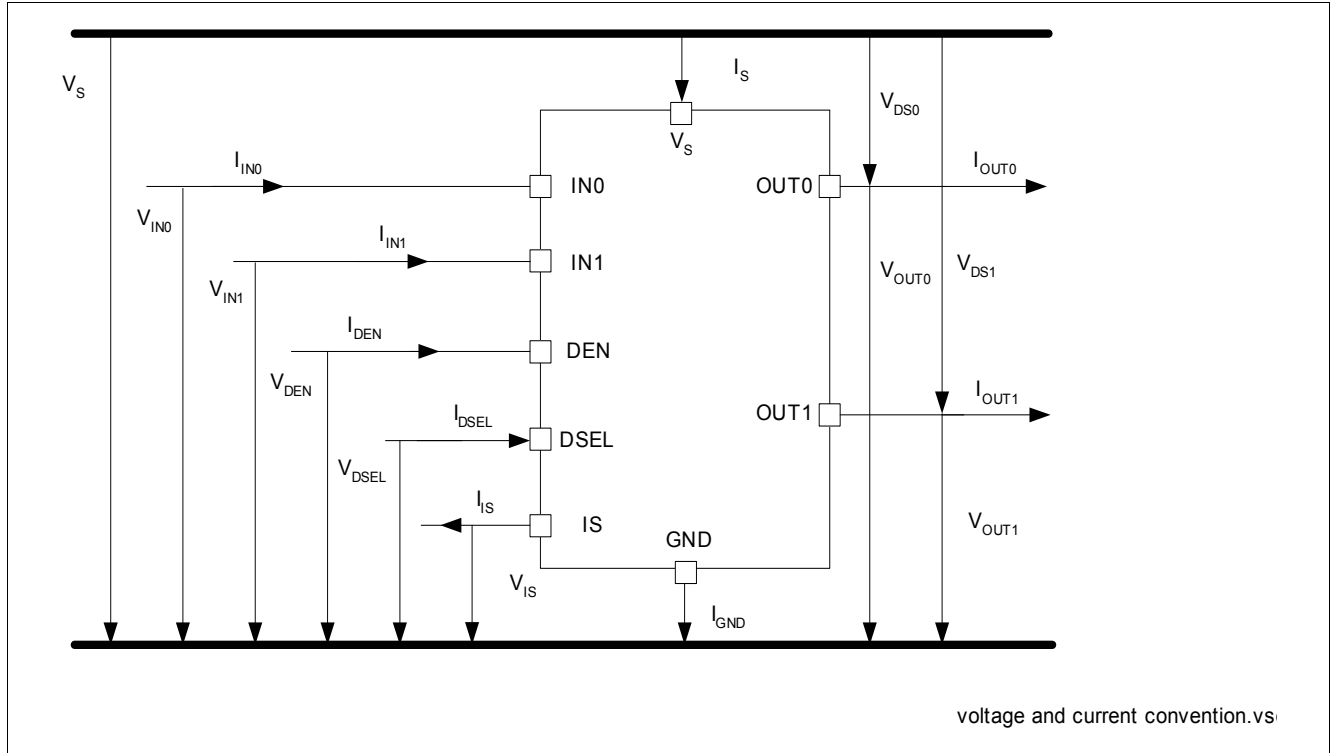 I_S
V_S
V_DS0
V_S
I_IN0
I_OUT0
IN0
OUT0
V_IN0
I_IN1
IN1
V_OUT0
V_DS1
V_IN1
I_DEN
DEN
V_DEN
I_OUT1
OUT1
I_DSEL
DSEL
V_DSEL
I_IS
IS
GND
V_OUT1
V_IS
I_GND
voltage and current convention.vs